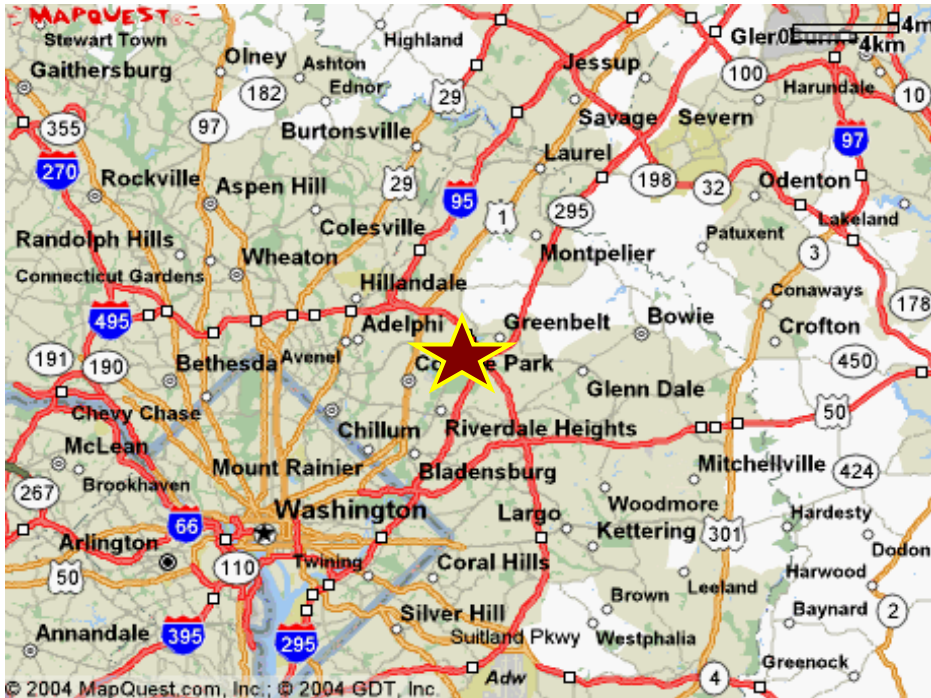 MAPQUEST
Stewart Town
Highland
Glen Burnie
0 4m
4km
Gaithersburg
Olney
Ashton
Jessup
100
Harundale
182
Ednor
29
10
355
97
Burtonsville
Savage
Severn
97
270
Rockville
Aspen Hill
29
Laurel
198
32
Odenton
95
1
295
Lakeland
Randolph Hills
Colesville
Montpelier
Patuxent
3
Connecticut Gardens
Wheaton
Hillandale
Conaways
178
495
Adelphi
Greenbelt
Bowie
Crofton
191
190
Bethesda
Avenel
Park
450
Glenn Dale
Chevy Chase
50
McLean
Chillum
Riverdale Heights
Brookhaven
Mount Rainier
Bladensburg
Mitchellville
424
267
Washington
Woodmore
66
Largo
Kettering
301
Hardesty
Arlington
Dodon
50
110
Twining
Coral Hills
Leeland
Harwood
Brown
2
Annandale
395
295
Silver Hill
Suitland Pkwy
Westphalia
Baynard
Adw
4
Greenock
© 2004 MapQuest.com, Inc.; © 2004 GDT, Inc.